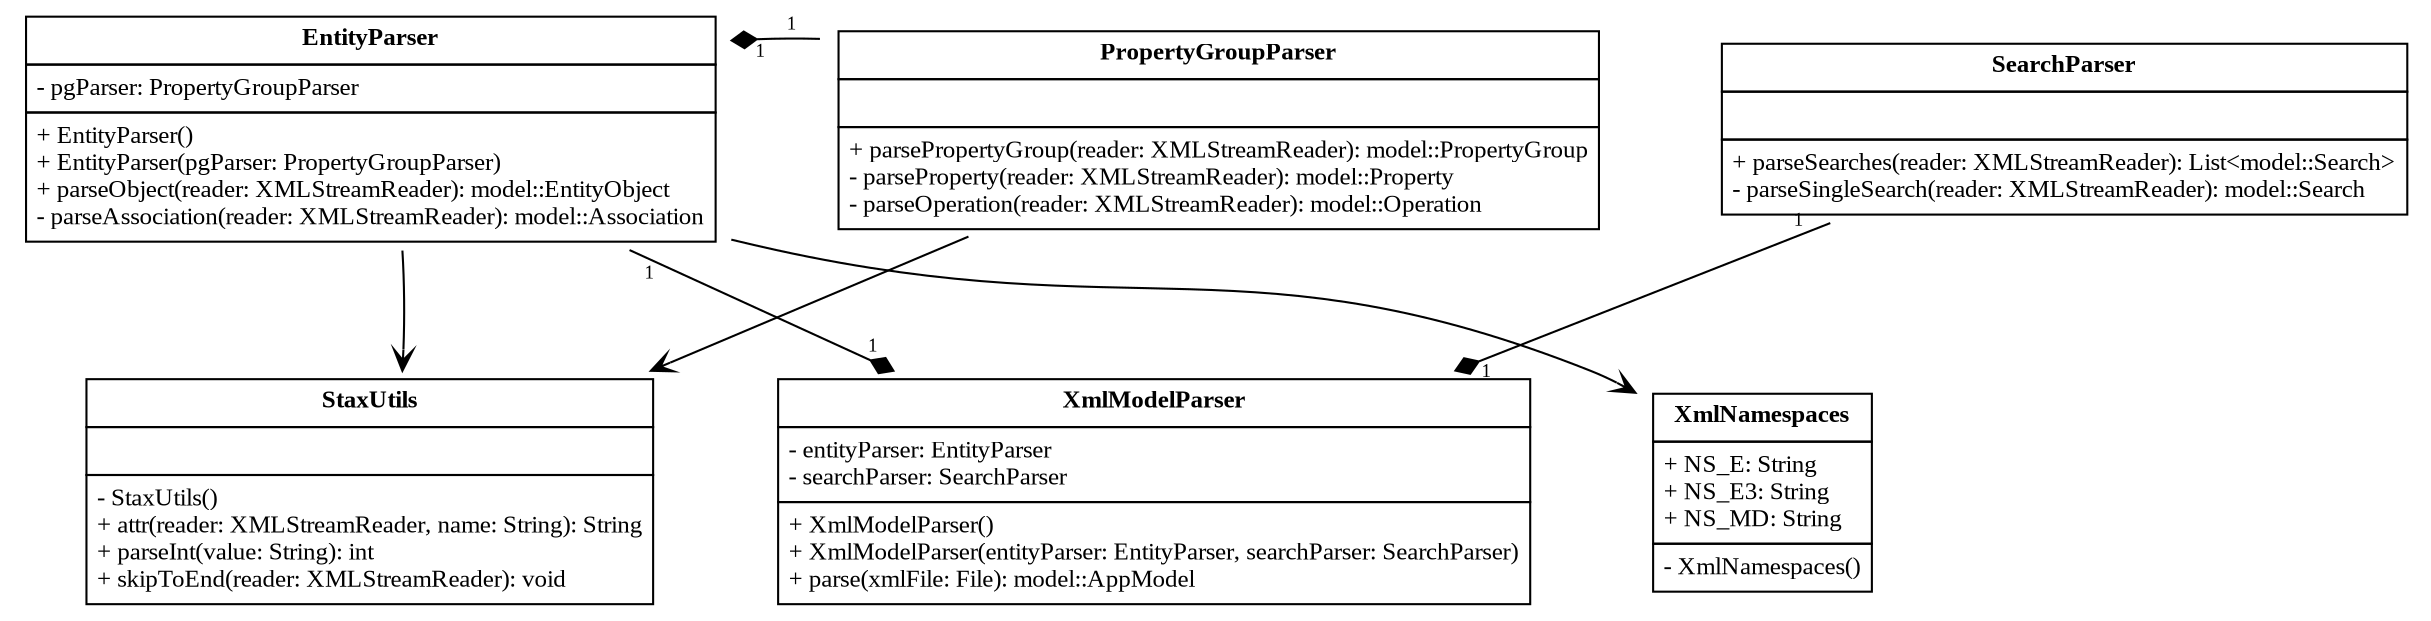 EntityParser
- pgParser: PropertyGroupParser
+ EntityParser()
+ EntityParser(pgParser: PropertyGroupParser)
+ parseObject(reader: XMLStreamReader): model::EntityObject
- parseAssociation(reader: XMLStreamReader): model::Association
1
1
PropertyGroupParser
+ parsePropertyGroup(reader: XMLStreamReader): model::PropertyGroup
- parseProperty(reader: XMLStreamReader): model::Property
- parseOperation(reader: XMLStreamReader): model::Operation
SearchParser
+ parseSearches(reader: XMLStreamReader): List<model::Search>
- parseSingleSearch(reader: XMLStreamReader): model::Search
1
1
1
1
StaxUtils
- StaxUtils()
+ attr(reader: XMLStreamReader, name: String): String
+ parseInt(value: String): int
+ skipToEnd(reader: XMLStreamReader): void
XmlModelParser
- entityParser: EntityParser
- searchParser: SearchParser
+ XmlModelParser()
+ XmlModelParser(entityParser: EntityParser, searchParser: SearchParser)
+ parse(xmlFile: File): model::AppModel
XmlNamespaces
+ NS_E: String
+ NS_E3: String
+ NS_MD: String
- XmlNamespaces()